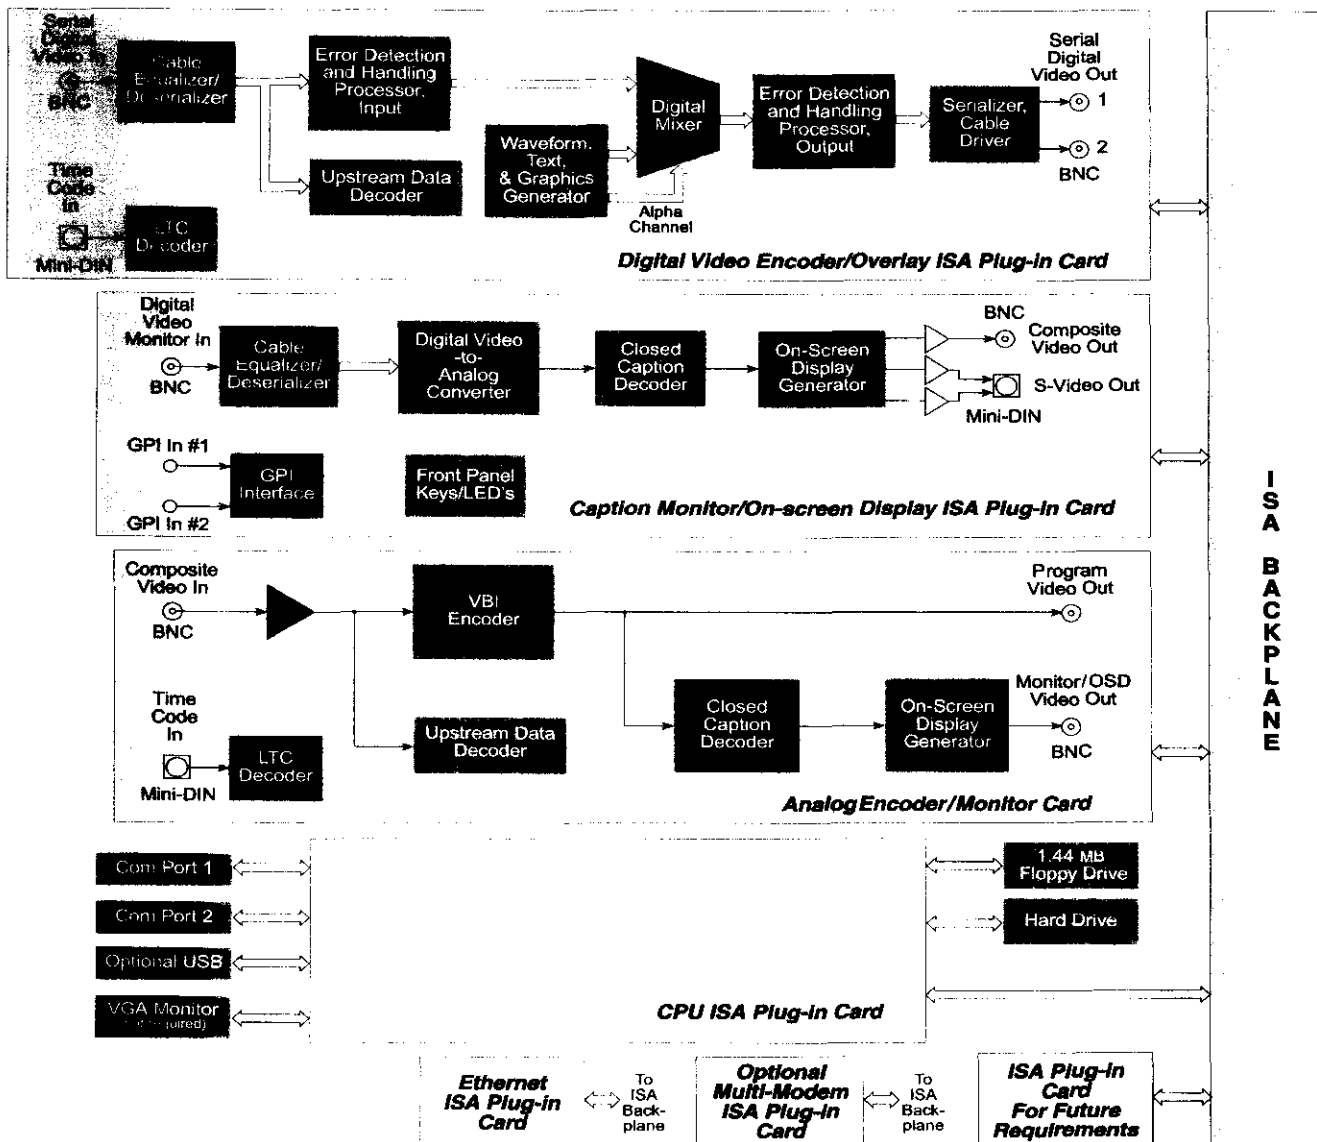 Serial
Digital
Video In
BNC
Cable
Equalizer/
Deserializer
Error Detection
and Handling
Processor,
Input
Upstream Data
Decoder
Waveform.
Text,
& Graphics
Generator
Digital
Mixer
Alpha
Channel
Error Detection
and Handling
Processor,
Output
Serializer,
Cable
Driver
Serial
Digital
Video Out
1
2
BNC
Time
Code
In
Mini-DIN
LTC
Decoder
Digital Video Encoder/Overlay ISA Plug-in Card
Digital
Video
Monitor In
BNC
Cable
Equalizer/
Deserializer
Digital Video
-to-
Analog
Converter
Closed
Caption
Decoder
On-Screen
Display
Generator
BNC
Composite
Video Out
S-Video Out
Mini-DIN
GPI In #1
GPI In #2
GPI
Interface
Front Panel
Keys/LED's
Caption Monitor/On-screen Display ISA Plug-in Card
Composite
Video In
BNC
VBI
Encoder
Program
Video Out
Time
Code
In
Mini-DIN
LTC
Decoder
Upstream Data
Decoder
Closed
Caption
Decoder
On-Screen
Display
Generator
Monitor/OSD
Video Out
BNC
Analog Encoder/Monitor Card
Com Port 1
Com Port 2
Optional USB
VGA Monitor
CPU ISA Plug-in Card
1.44 MB
Floppy Drive
Hard Drive
Ethernet
ISA Plug-in
Card
To
ISA
Back-
plane
Optional
Multi-Modem
ISA Plug-in
Card
To
ISA
Back-
plane
ISA Plug-in
Card
For Future
Requirements
ISA BACKPLANE